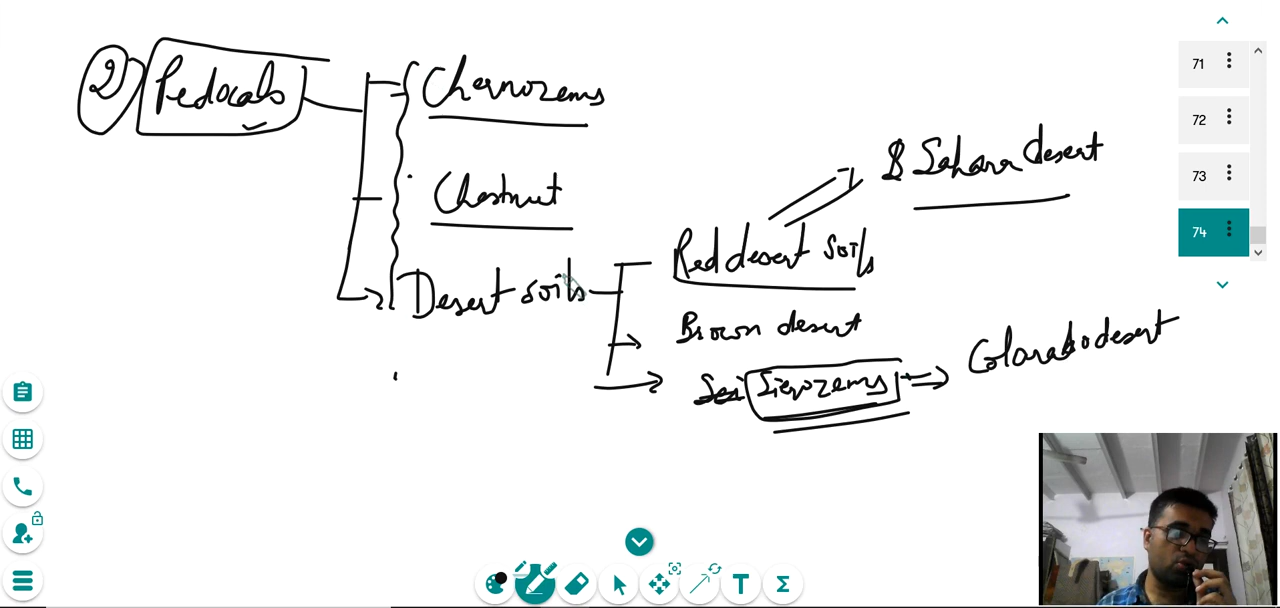 2 Pedocals
Chernozems
Chestnut
Desert soils
Red desert soils
Sahara desert
Brown desert
Sierozems
Colorado desert
71
72
73
74
T
Σ